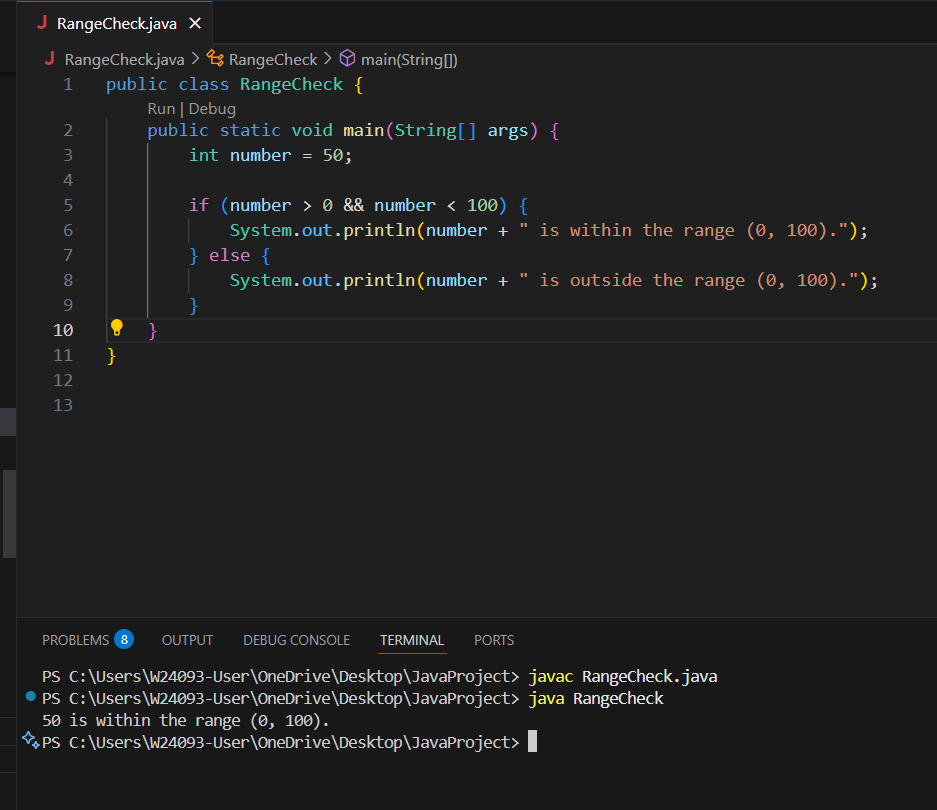 J RangeCheck.java ×
J RangeCheck.java > RangeCheck > main(String[])
1 public class RangeCheck {
Run | Debug
2 public static void main(String[] args) {
3 int number = 50;
4
5 if (number > 0 && number < 100) {
6 System.out.println(number + " is within the range (0, 100).");
7 } else {
8 System.out.println(number + " is outside the range (0, 100).");
9 }
10 }
11 }
12
13
PROBLEMS 8 OUTPUT DEBUG CONSOLE TERMINAL PORTS
PS C:\Users\W24093-User\OneDrive\Desktop\JavaProject> javac RangeCheck.java
PS C:\Users\W24093-User\OneDrive\Desktop\JavaProject> java RangeCheck
50 is within the range (0, 100).
PS C:\Users\W24093-User\OneDrive\Desktop\JavaProject>